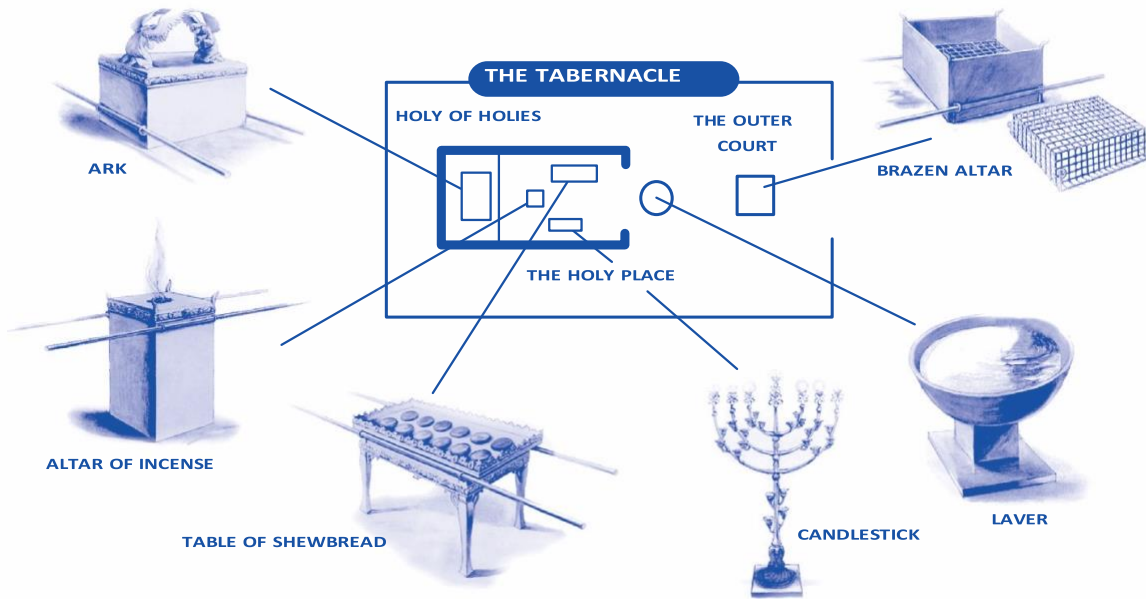 THE TABERNACLE
HOLY OF HOLIES
THE OUTER
COURT
ARK
BRAZEN ALTAR
THE HOLY PLACE
ALTAR OF INCENSE
TABLE OF SHEWBREAD
CANDLESTICK
LAVER